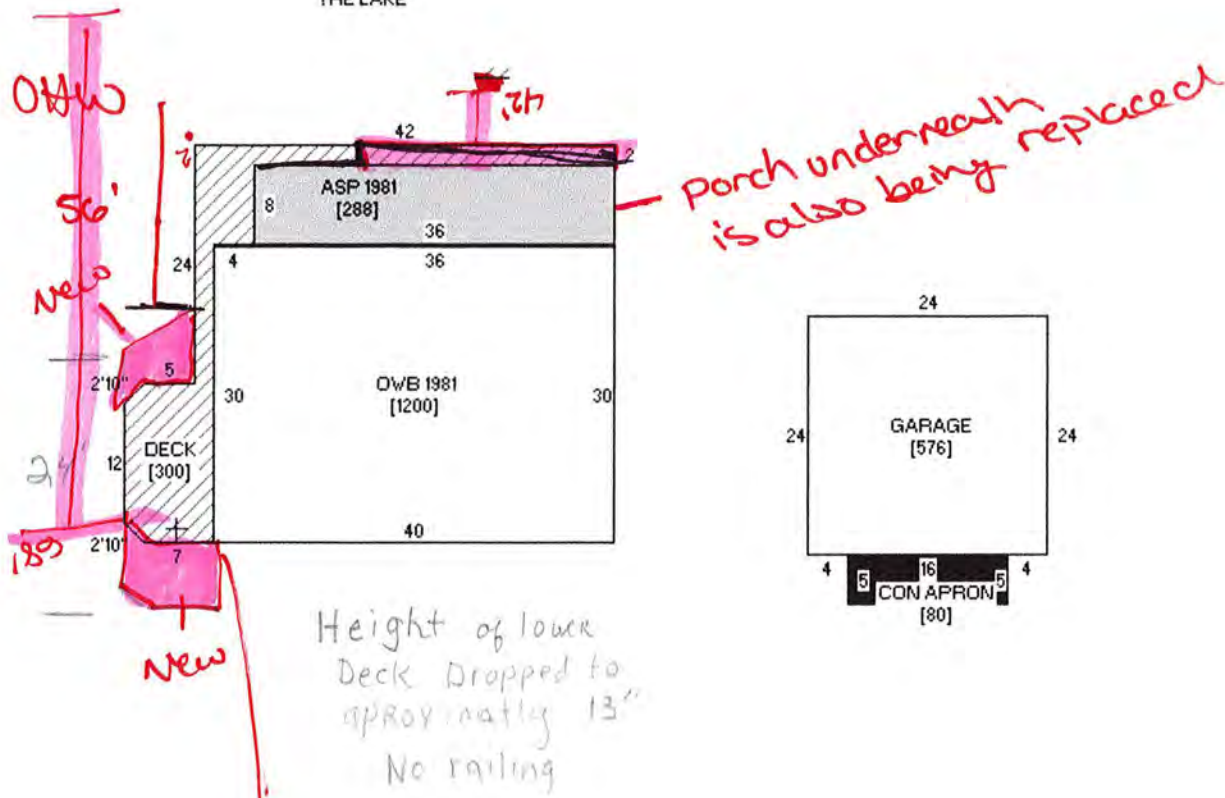 THE LAKE
OHW
56'
42'
42
2
Porch underneath
is also being replaced
ASP 1981
[288]
8
36
24
4
36
New
5
2'10"
30
OWB 1981
[1200]
30
DECK
[300]
12
2'10"
7
40
New
24
24
GARAGE
[576]
24
4
5
16
5
4
CON APRON
[80]
Height of lower
Deck Dropped to
aproximatly 13"
No railing